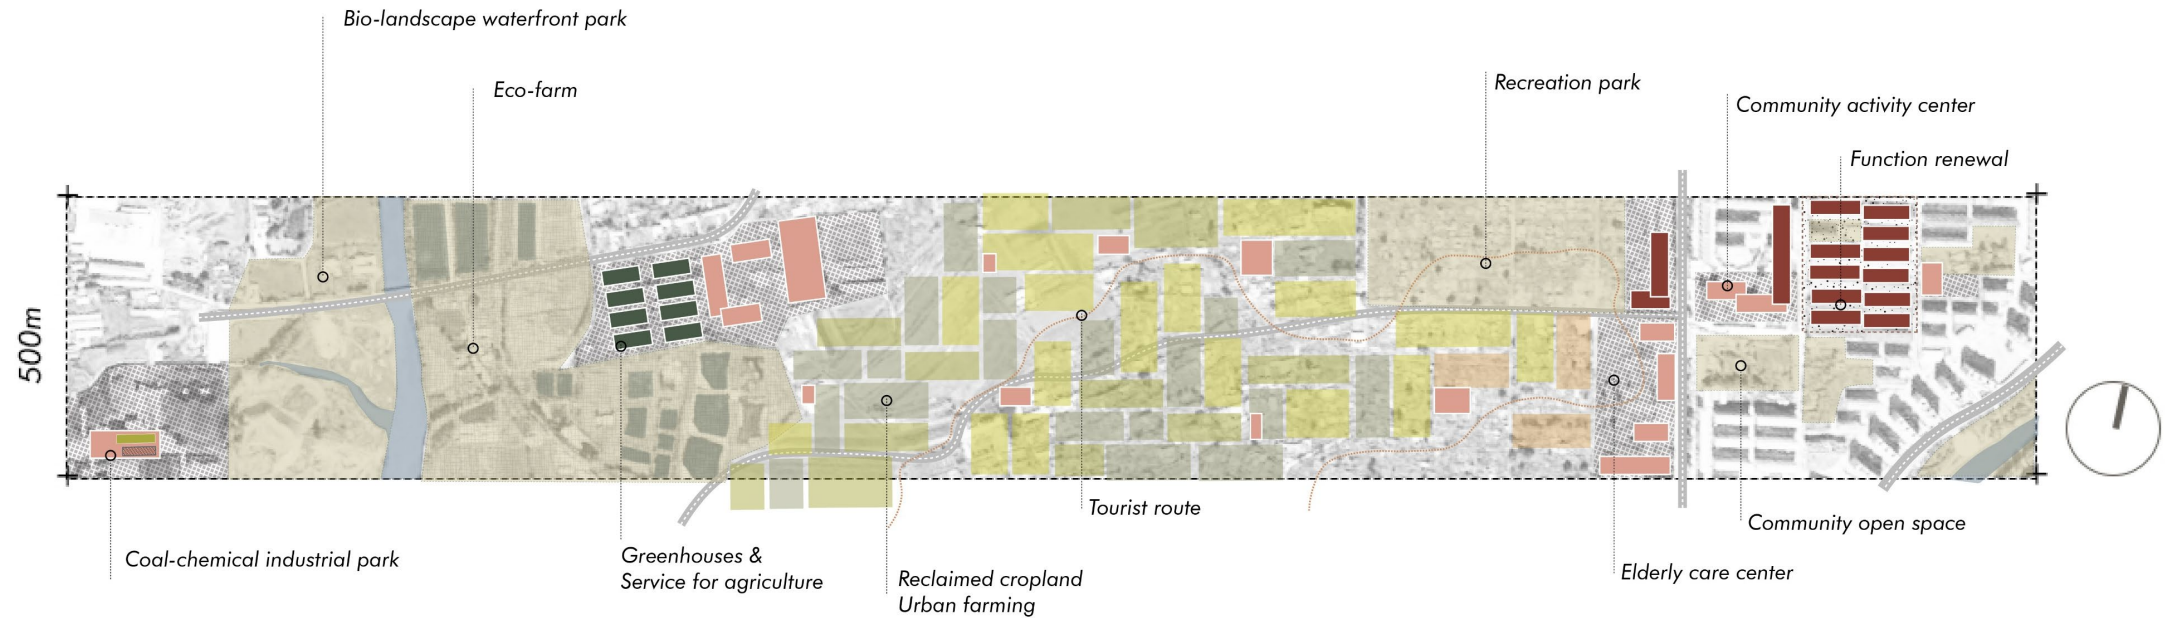 Bio-landscape waterfront park
Eco-farm
Recreation park
Community activity center
Function renewal
500m
Tourist route
Community open space
Coal-chemical industrial park
Greenhouses &
Service for agriculture
Reclaimed cropland
Urban farming
Elderly care center